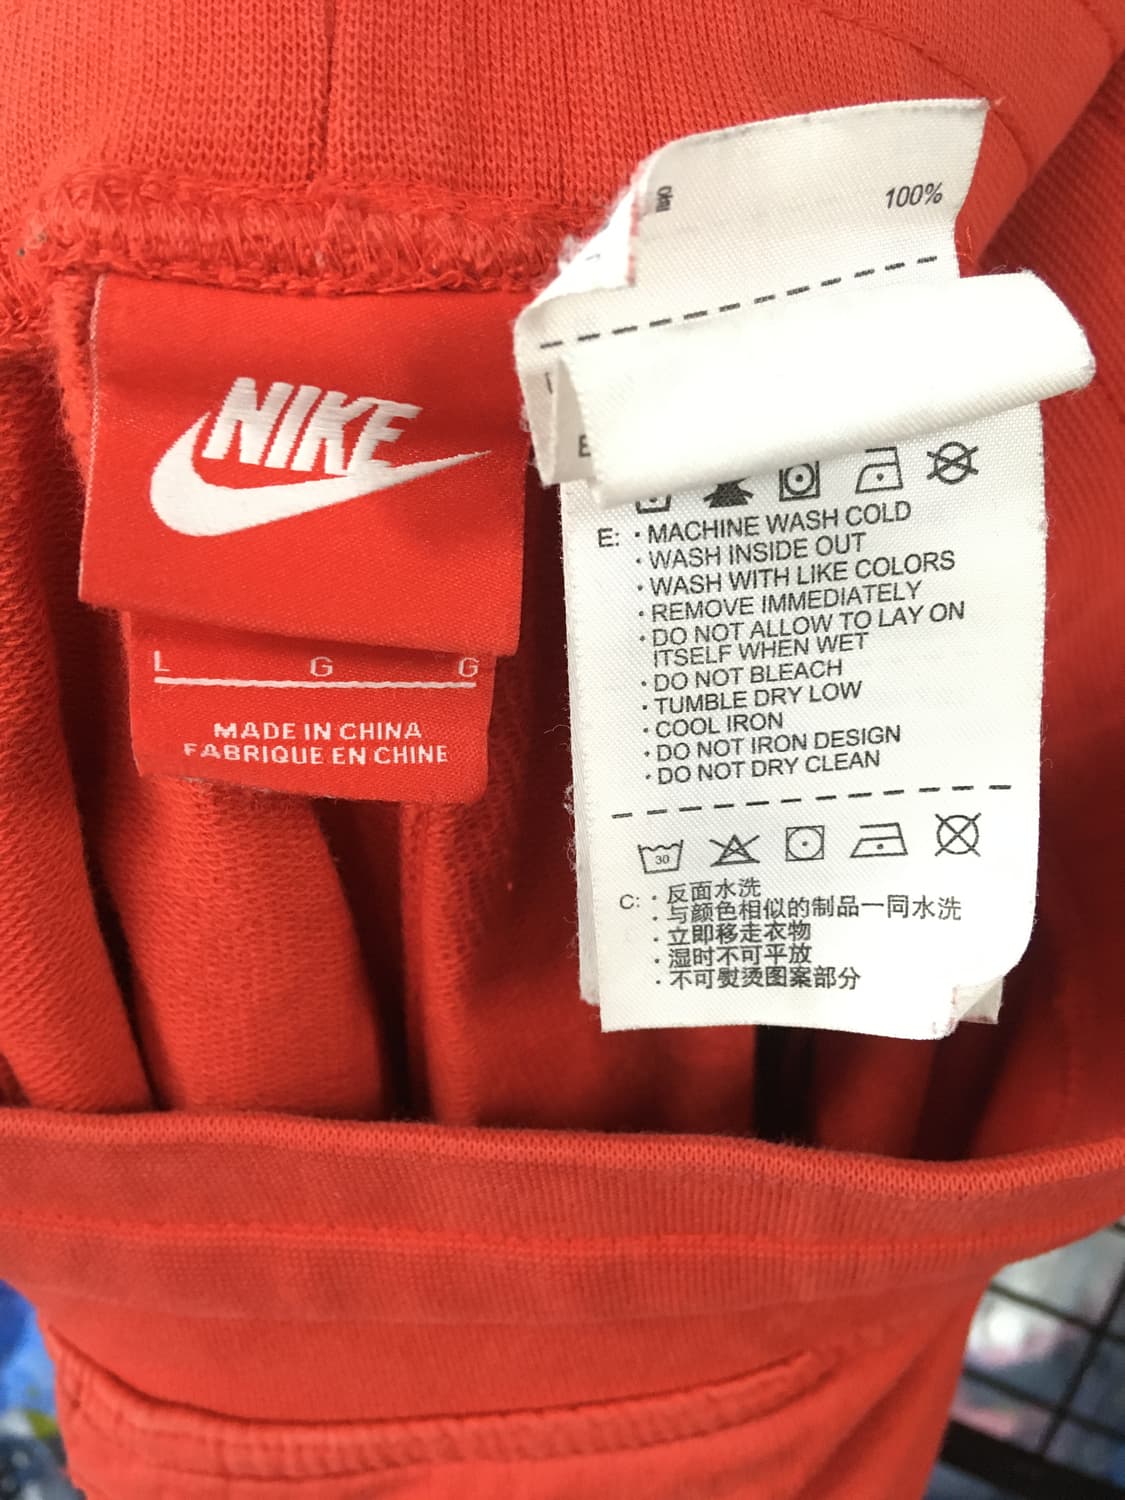 NIKE
L G G
MADE IN CHINA
FABRIQUE EN CHINE
100%
E: · MACHINE WASH COLD
· WASH INSIDE OUT
· WASH WITH LIKE COLORS
· REMOVE IMMEDIATELY
· DO NOT ALLOW TO LAY ON
ITSELF WHEN WET
· DO NOT BLEACH
· TUMBLE DRY LOW
· COOL IRON
· DO NOT IRON DESIGN
· DO NOT DRY CLEAN
30
C: · 反面水洗
· 与颜色相似的制品一同水洗
· 立即移走衣物
· 湿时不可平放
· 不可熨烫图案部分